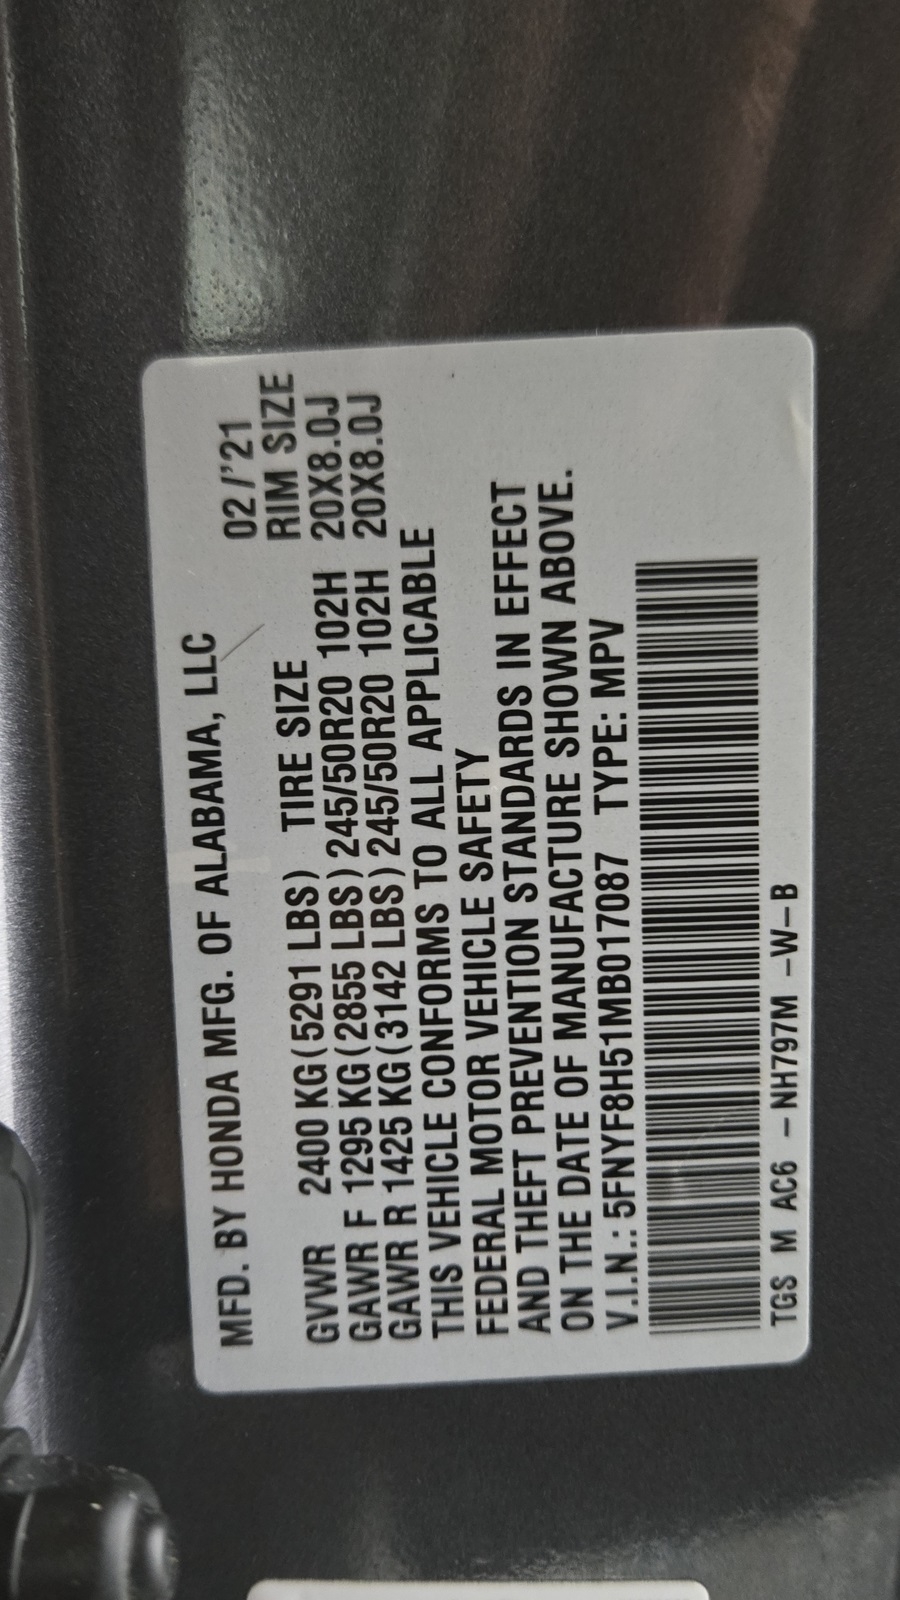 MFD. BY HONDA MFG. OF ALABAMA, LLC
02/'21
TIRE SIZE RIM SIZE
GVWR 2400 KG(5291 LBS)
GAWR F 1295 KG(2855 LBS) 245/50R20 102H 20X8.0J
GAWR R 1425 KG(3142 LBS) 245/50R20 102H 20X8.0J
THIS VEHICLE CONFORMS TO ALL APPLICABLE
FEDERAL MOTOR VEHICLE SAFETY
AND THEFT PREVENTION STANDARDS IN EFFECT
ON THE DATE OF MANUFACTURE SHOWN ABOVE.
V.I.N.: 5FNYF8H51MB017087 TYPE: MPV
TGS M AC6 -NH797M -W-B